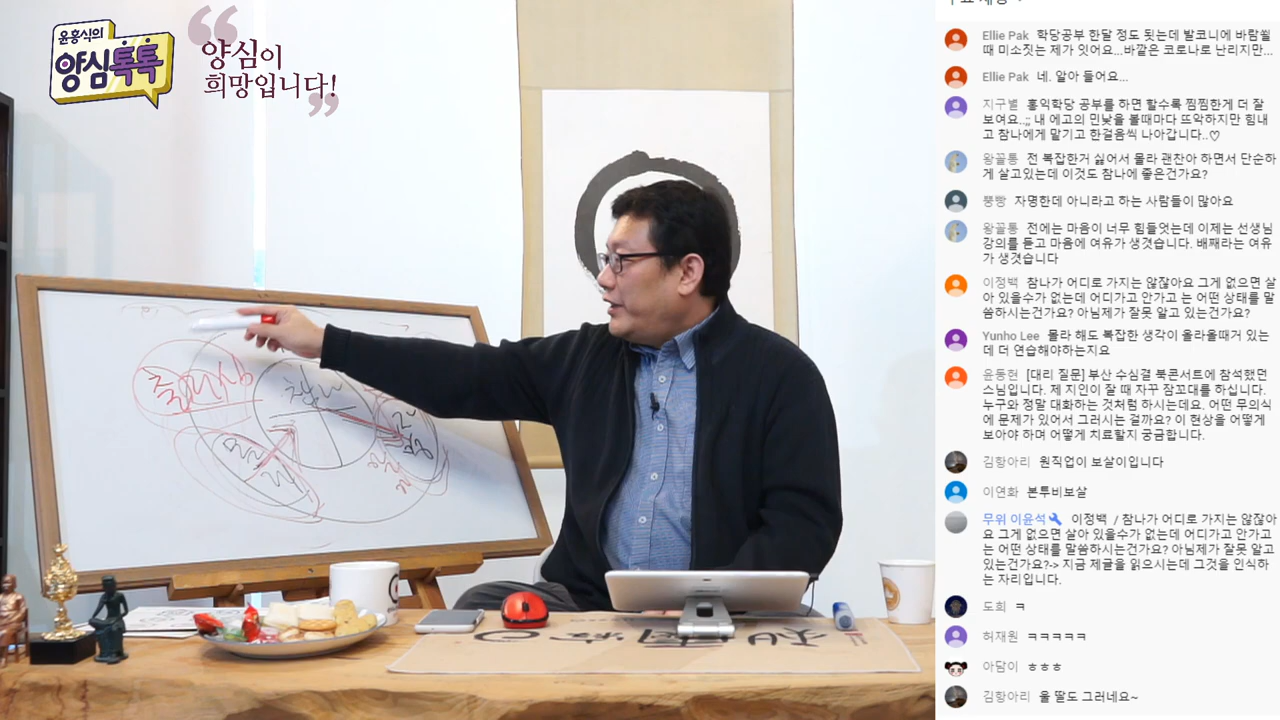 윤홍식의
양심톡톡
“양심이
희망입니다!”
출리상
참나
Ellie Pak 학당공부 한달 정도 됫는데 발코니에 바람쐴
때 미소짓는 제가 잇어요...바깥은 코로나로 난리지만...
Ellie Pak 네. 알아 들어요...
지구별 홍익학당 공부를 하면 할수록 찜찜한게 더 잘
보여요..;; 내 에고의 민낯을 볼때마다 뜨악하지만 힘내
고 참나에게 맡기고 한걸음씩 나아갑니다..♡
왕꼴통 전 복잡한거 싫어서 몰라 괜찬아 하면서 단순하
게 살고있는데 이것도 참나에 좋은건가요?
뿡빵 자명한데 아니라고 하는 사람들이 많아요
왕꼴통 전에는 마음이 너무 힘들엇는데 이제는 선생님
강의를 듣고 마음에 여유가 생겻습니다. 배째라는 여유
가 생겻습니다
이정백 참나가 어디로 가지는 않잖아요 그게 없으면 살
아 있을수가 없는데 어디가고 안가고 는 어떤 상태를 말
씀하시는건가요? 아님제가 잘못 알고 있는건가요?
Yunho Lee 몰라 해도 복잡한 생각이 올라올때거 있는
데 더 연습해야하는지요
윤동현 [대리 질문] 부산 수심결 북콘서트에 참석했던
스님입니다. 제 지인이 잘 때 자꾸 잠꼬대를 하십니다.
누구와 정말 대화하는 것처럼 하시는데요. 어떤 무의식
에 문제가 있어서 그러시는 걸까요? 이 현상을 어떻게
보아야 하며 어떻게 치료할지 궁금합니다.
김항아리 원직업이 보살이입니다
이연화 본투비보살
무위 이윤석 이정백 / 참나가 어디로 가지는 않잖아
요 그게 없으면 살아 있을수가 없는데 어디가고 안가고
는 어떤 상태를 말씀하시는건가요? 아님제가 잘못 알고
있는건가요?-> 지금 제글을 읽으시는데 그것을 인식하
는 자리입니다.
도희 ㅋ
허재원 ㅋㅋㅋㅋㅋ
아담이 ㅎㅎㅎ
김항아리 울 딸도 그러네요~